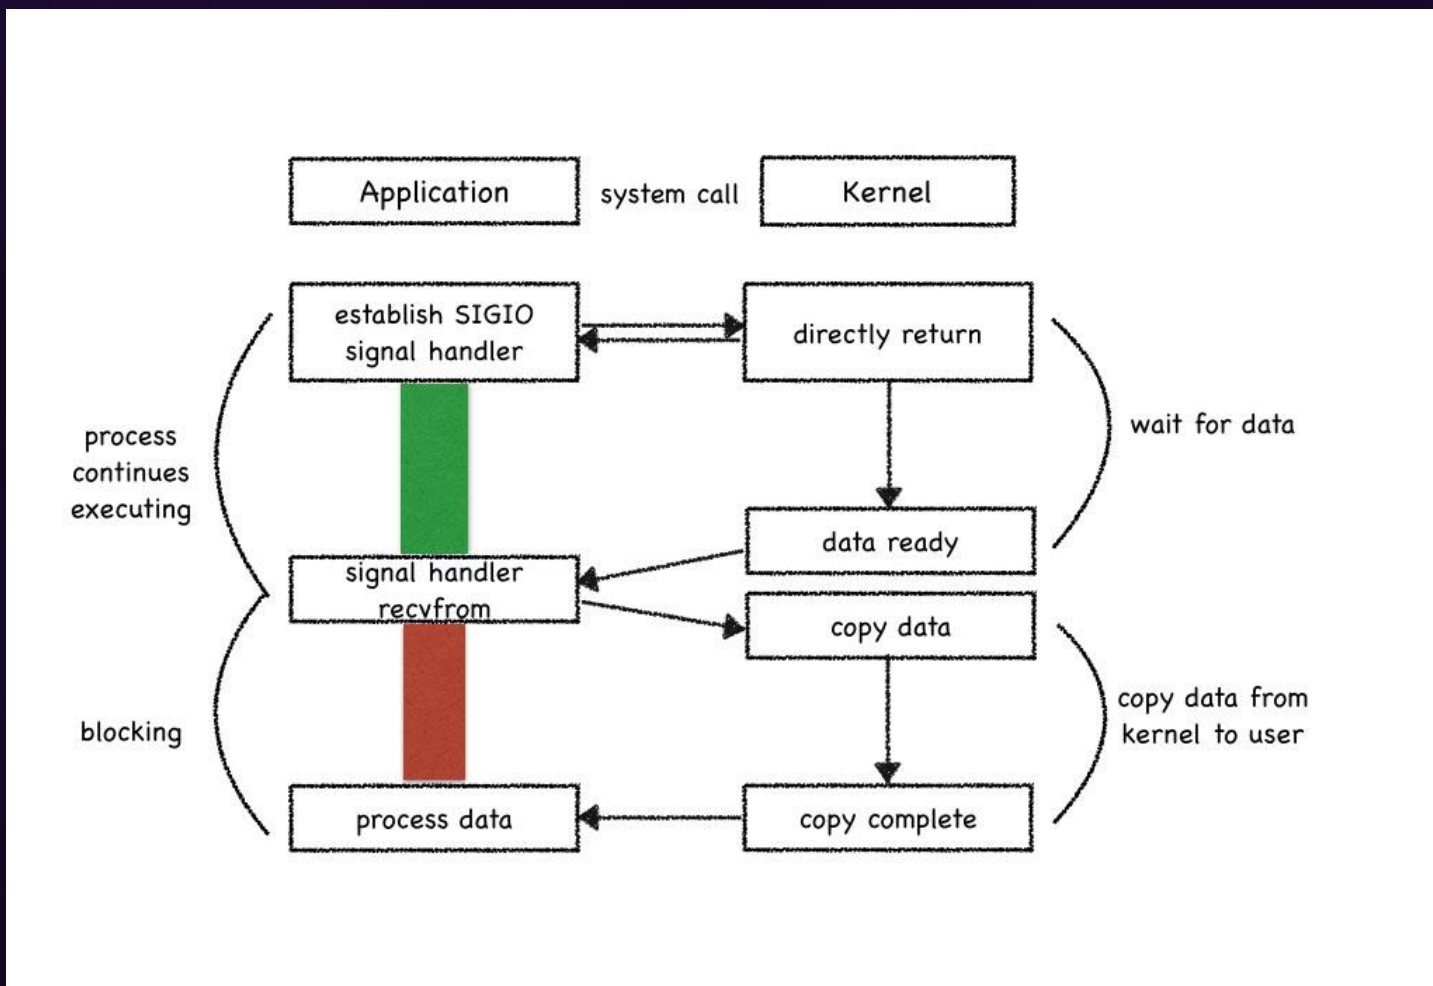 Application
system call
Kernel
establish SIGIO
signal handler
directly return
process
continues
executing
wait for data
data ready
signal handler
recvfrom
copy data
blocking
copy data from
kernel to user
process data
copy complete